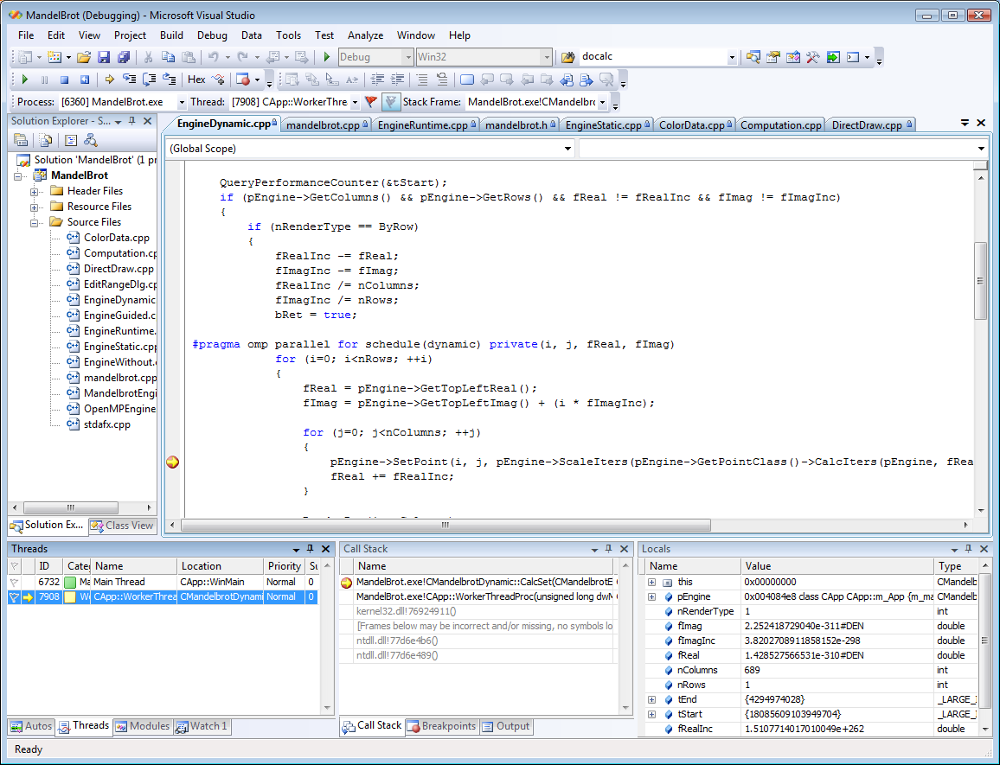 MandelBrot (Debugging) - Microsoft Visual Studio
File Edit View Project Build Debug Data Tools Test Analyze Window Help
Debug Win32 docalc
Hex
Process: [6360] MandelBrot.exe Thread: [7908] CApp::WorkerThre Stack Frame: MandelBrot.exe!CMandelbro
Solution Explorer - S...
EngineDynamic.cpp mandelbrot.cpp EngineRuntime.cpp mandelbrot.h EngineStatic.cpp ColorData.cpp Computation.cpp DirectDraw.cpp
(Global Scope)
Solution 'MandelBrot' (1 pr
MandelBrot
Header Files
Resource Files
Source Files
ColorData.cpp
Computation.cp
DirectDraw.cpp
EditRangeDlg.cp
EngineDynamic
EngineGuided.c
EngineRuntime.
EngineStatic.cpp
EngineWithout.
mandelbrot.cpp
MandelbrotEngi
OpenMPEngine
stdafx.cpp
Solution Ex... Class View
QueryPerformanceCounter(&tStart);
if (pEngine->GetColumns() && pEngine->GetRows() && fReal != fRealInc && fImag != fImagInc)
{
if (nRenderType == ByRow)
{
fRealInc -= fReal;
fImagInc -= fImag;
fRealInc /= nColumns;
fImagInc /= nRows;
bRet = true;
#pragma omp parallel for schedule(dynamic) private(i, j, fReal, fImag)
for (i=0; i<nRows; ++i)
{
fReal = pEngine->GetTopLeftReal();
fImag = pEngine->GetTopLeftImag() + (i * fImagInc);
for (j=0; j<nColumns; ++j)
{
pEngine->SetPoint(i, j, pEngine->ScaleIters(pEngine->GetPointClass()->CalcIters(pEngine, fRea
fReal += fRealInc;
}
Threads
ID Categ Name Location Priority Su
6732 Ma Main Thread CApp::WinMain Normal 0
7908 Wo CApp::WorkerThrea CMandelbrotDynami Normal 0
Autos Threads Modules Watch 1
Call Stack
Name
MandelBrot.exe!CMandelbrotDynamic::CalcSet(CMandelbrotE
MandelBrot.exe!CApp::WorkerThreadProc(unsigned long dwM
kernel32.dll!76924911()
[Frames below may be incorrect and/or missing, no symbols lo
ntdll.dll!77d6e4b6()
ntdll.dll!77d6e489()
Call Stack Breakpoints Output
Locals
Name Value Type
this 0x00000000 CMandelb
pEngine 0x004084e8 class CApp CApp::m_App {m_ma CMandelb
nRenderType 1 int
fImag 2.252418729040e-311#DEN double
fImagInc 3.8202708911858152e-298 double
fReal 1.428527566531e-310#DEN double
nColumns 689 int
nRows 1 int
tEnd {4294974028} _LARGE_I
tStart {18085609103949704} _LARGE_I
fRealInc 1.5107714017010049e+262 double
Ready